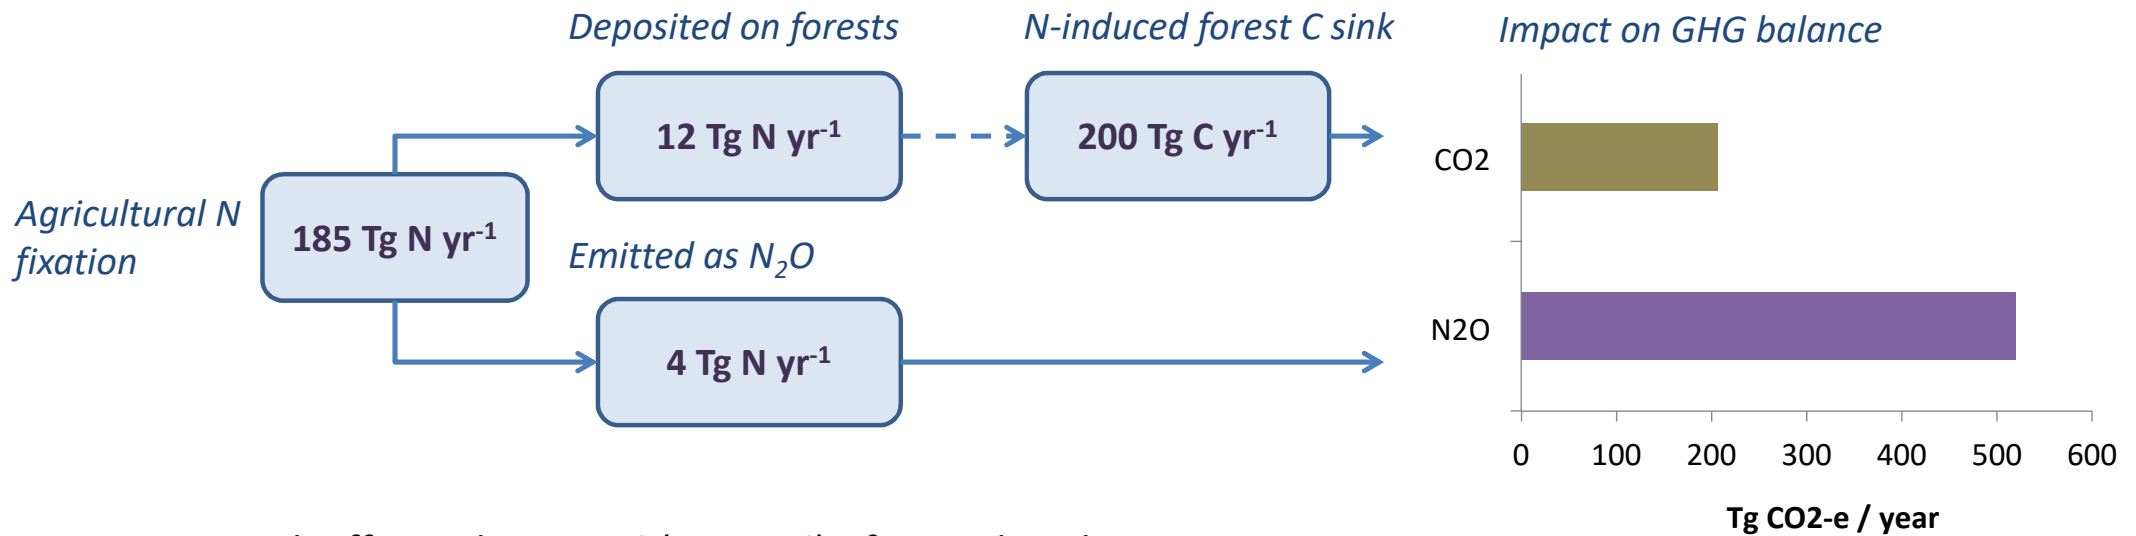 Deposited on forests
N-induced forest C sink
Impact on GHG balance
12 Tg N yr-1
200 Tg C yr-1
CO2
Agricultural N
fixation
185 Tg N yr-1
Emitted as N2O
4 Tg N yr-1
N2O
0 100 200 300 400 500 600
Tg CO2-e / year